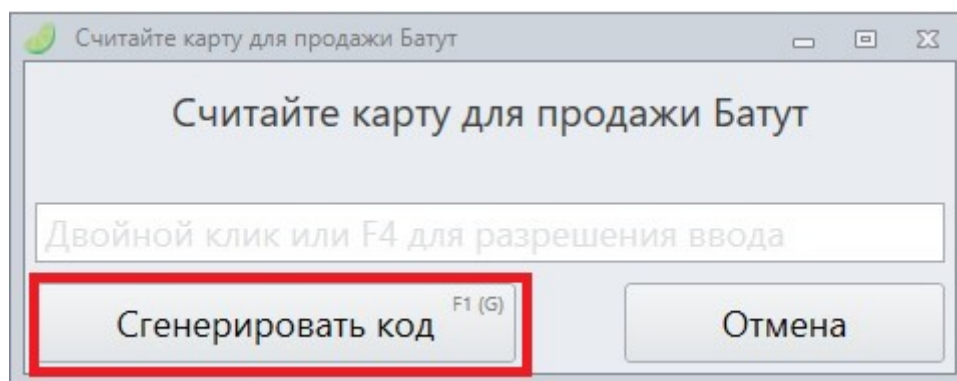 Считайте карту для продажи Батут
Считайте карту для продажи Батут
Двойной клик или F4 для разрешения ввода
Сгенерировать код F1 (G)
Отмена